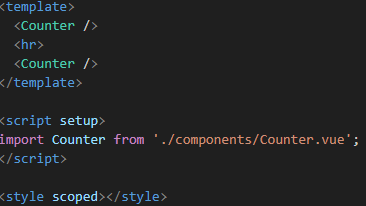 <template>
  <Counter />
  <hr>
  <Counter />
</template>

<script setup>
import Counter from './components/Counter.vue';
</script>

<style scoped></style>